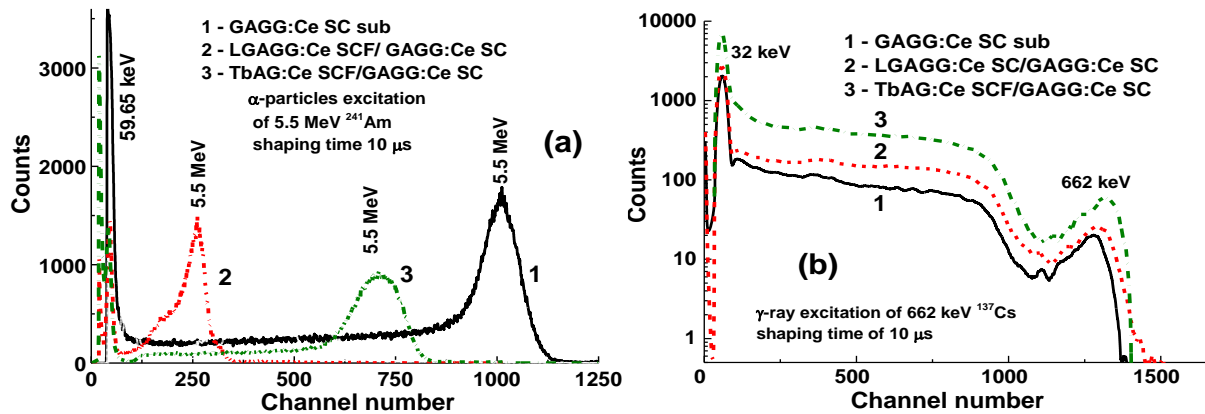 1 - GAGG:Ce SC sub
2 - LGAGG:Ce SCF/ GAGG:Ce SC
3 - TbAG:Ce SCF/GAGG:Ce SC
α-particles excitation
of 5.5 MeV ²⁴¹Am
shaping time 10 μs
(a)
59.65 keV
5.5 MeV
5.5 MeV
5.5 MeV
2
3
1
Counts
3000
2000
1000
0
0
250
500
750
1000
1250
Channel number
1 - GAGG:Ce SC sub
2 - LGAGG:Ce SC/GAGG:Ce SC
3 - TbAG:Ce SCF/GAGG:Ce SC
32 keV
3
2
1
662 keV
(b)
γ-ray excitation of 662 keV ¹³⁷Cs
shaping time of 10 μs
Counts
10000
1000
100
10
1
0
500
1000
1500
Channel number